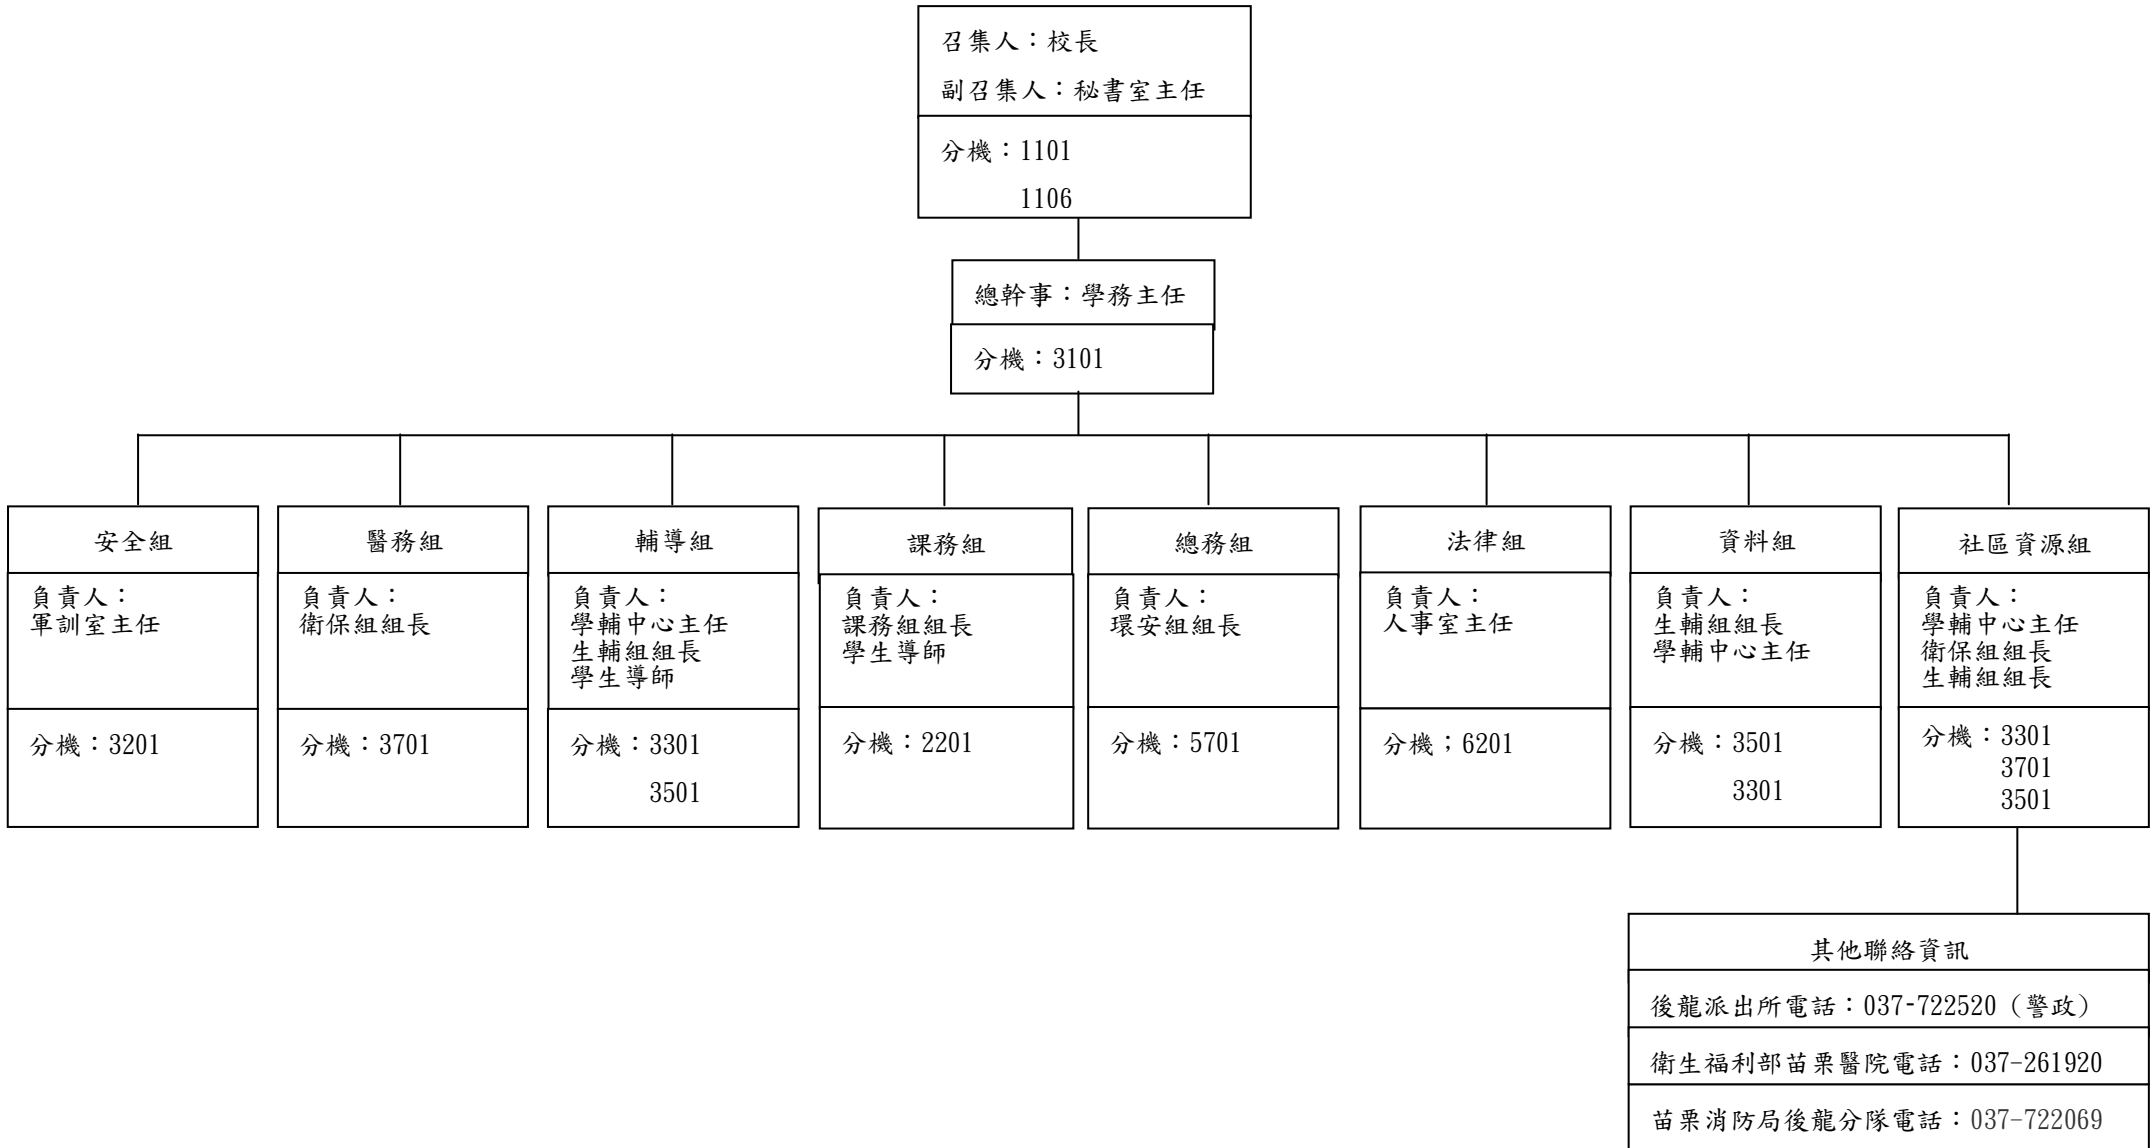 召集人：校長
副召集人：秘書室主任
分機：1101
1106
總幹事：學務主任
分機：3101
安全組
負責人：
軍訓室主任
分機：3201
醫務組
負責人：
衛保組組長
分機：3701
輔導組
負責人：
學輔中心主任
生輔組組長
學生導師
分機：3301
3501
課務組
負責人：
課務組組長
學生導師
分機：2201
總務組
負責人：
環安組組長
分機：5701
法律組
負責人：
人事室主任
分機；6201
資料組
負責人：
生輔組組長
學輔中心主任
分機：3501
3301
社區資源組
負責人：
學輔中心主任
衛保組組長
生輔組組長
分機：3301
3701
3501
其他聯絡資訊
後龍派出所電話：037-722520（警政）
衛生福利部苗栗醫院電話：037-261920
苗栗消防局後龍分隊電話：037-722069